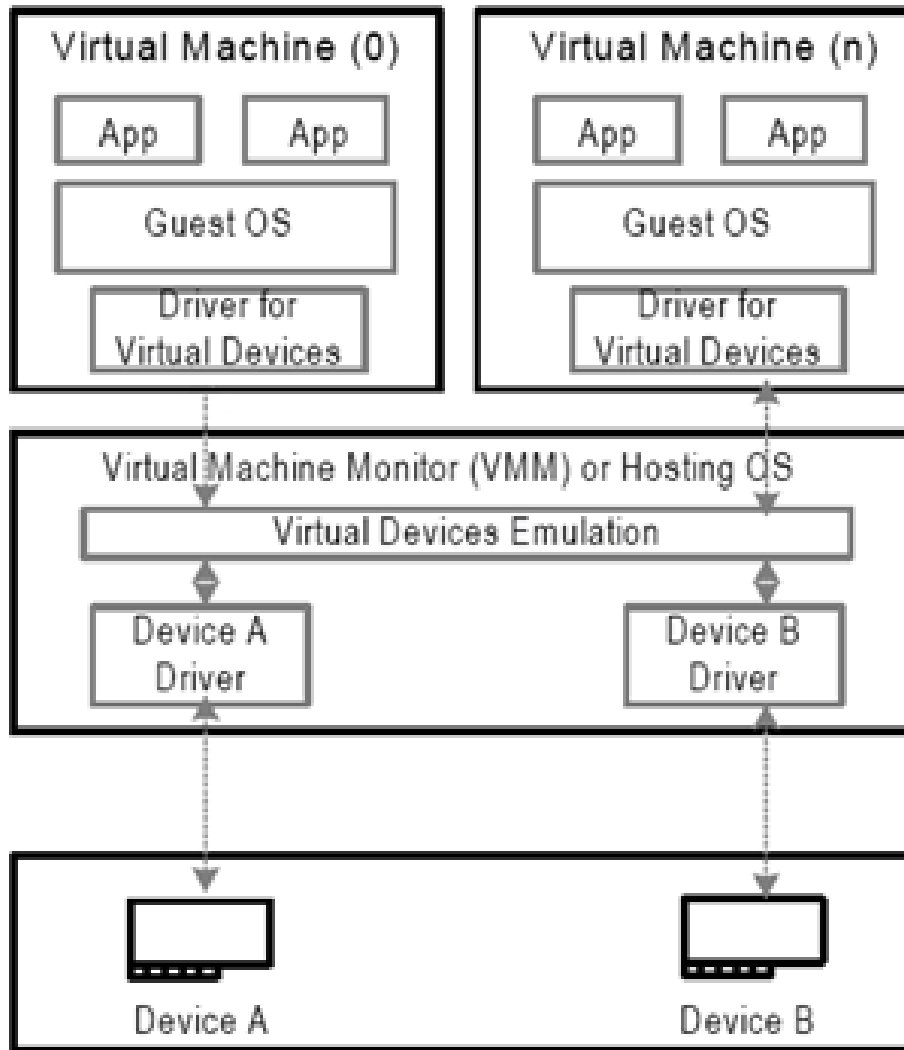 Virtual Machine (0)
App
App
Guest OS
Driver for
Virtual Devices
Virtual Machine (n)
App
App
Guest OS
Driver for
Virtual Devices
Virtual Machine Monitor (VMM) or Hosting OS
Virtual Devices Emulation
Device A
Driver
Device B
Driver
Device A
Device B